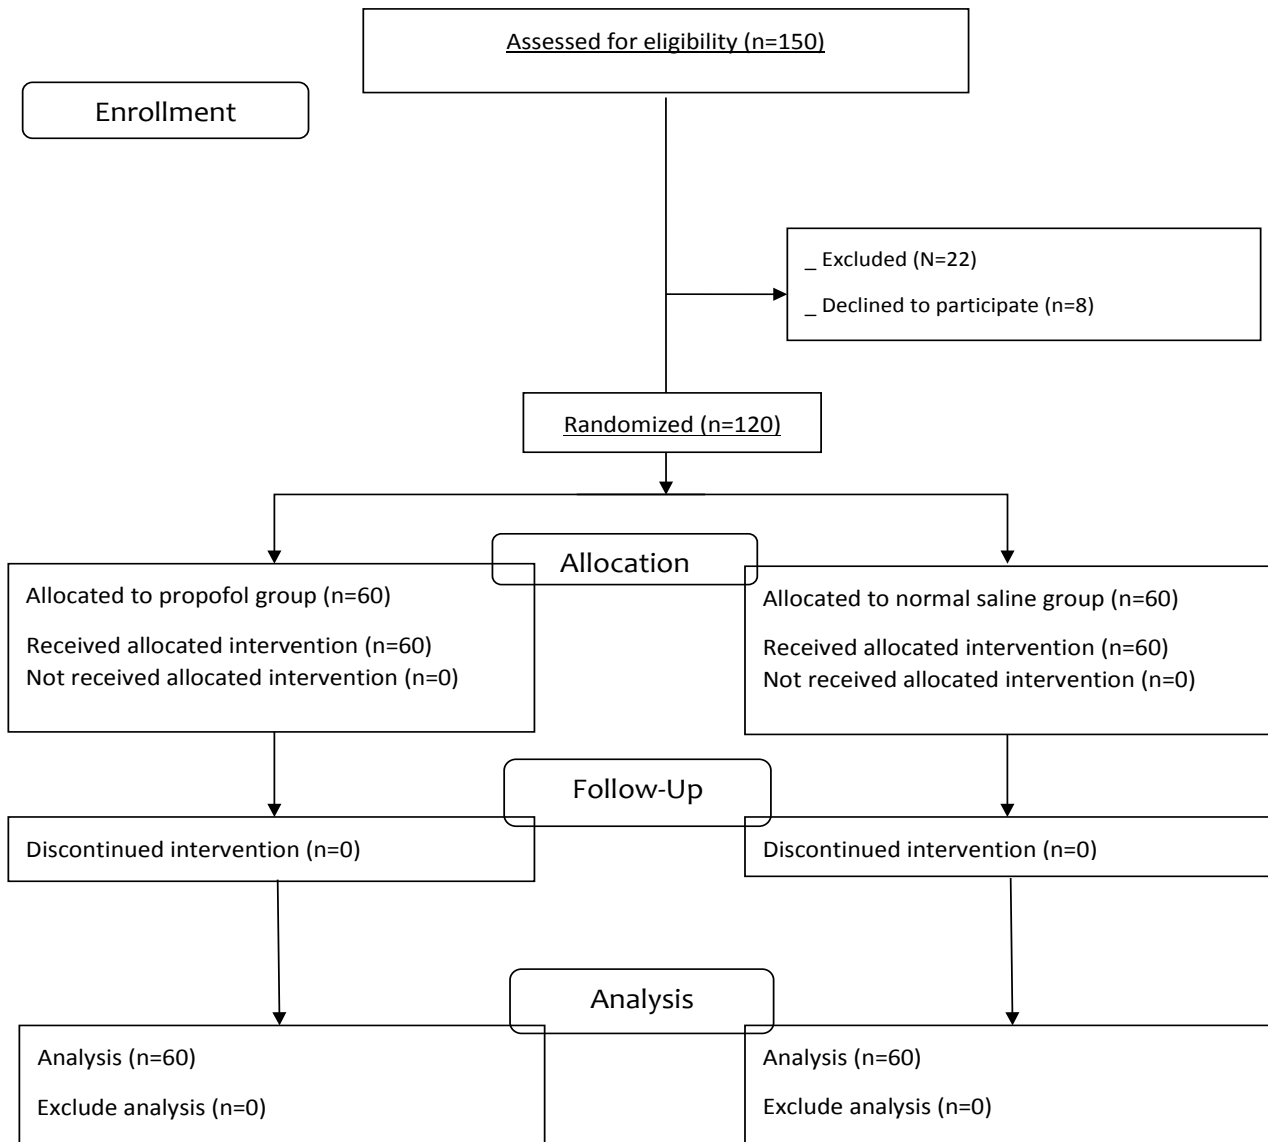 Assessed for eligibility (n=150)
Enrollment
_ Excluded (N=22)
_ Declined to participate (n=8)
Randomized (n=120)
Allocation
Allocated to propofol group (n=60)
Received allocated intervention (n=60)
Not received allocated intervention (n=0)
Allocated to normal saline group (n=60)
Received allocated intervention (n=60)
Not received allocated intervention (n=0)
Follow-Up
Discontinued intervention (n=0)
Discontinued intervention (n=0)
Analysis
Analysis (n=60)
Exclude analysis (n=0)
Analysis (n=60)
Exclude analysis (n=0)